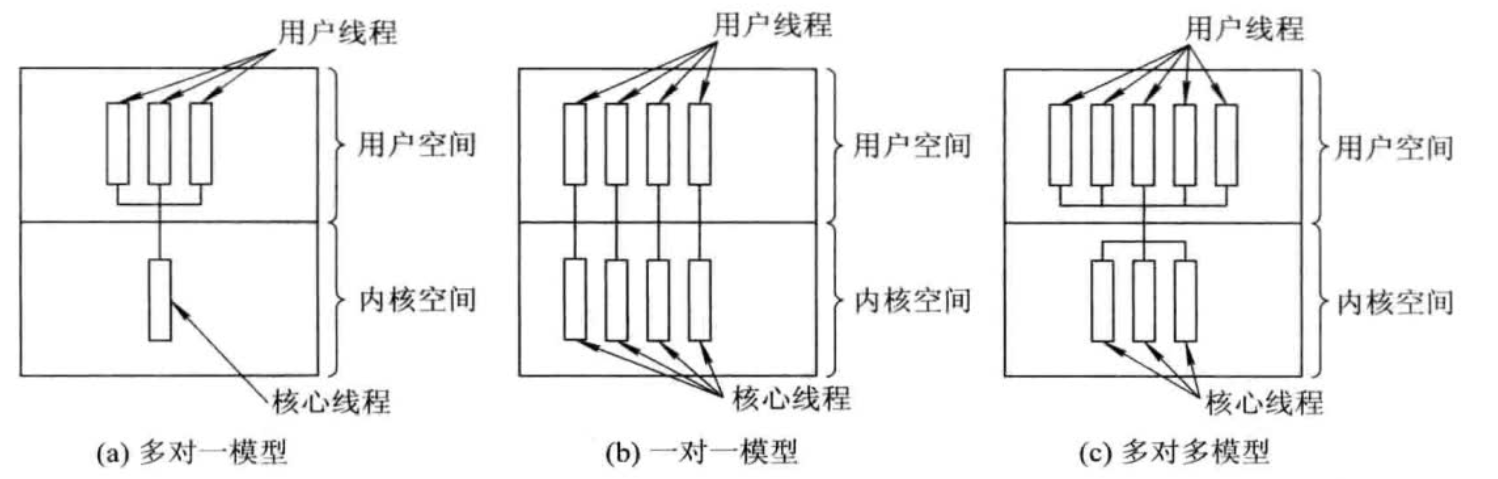 用户线程
用户线程
用户线程
用户空间
用户空间
用户空间
内核空间
内核空间
内核空间
核心线程
核心线程
核心线程
(a) 多对一模型
(b) 一对一模型
(c) 多对多模型